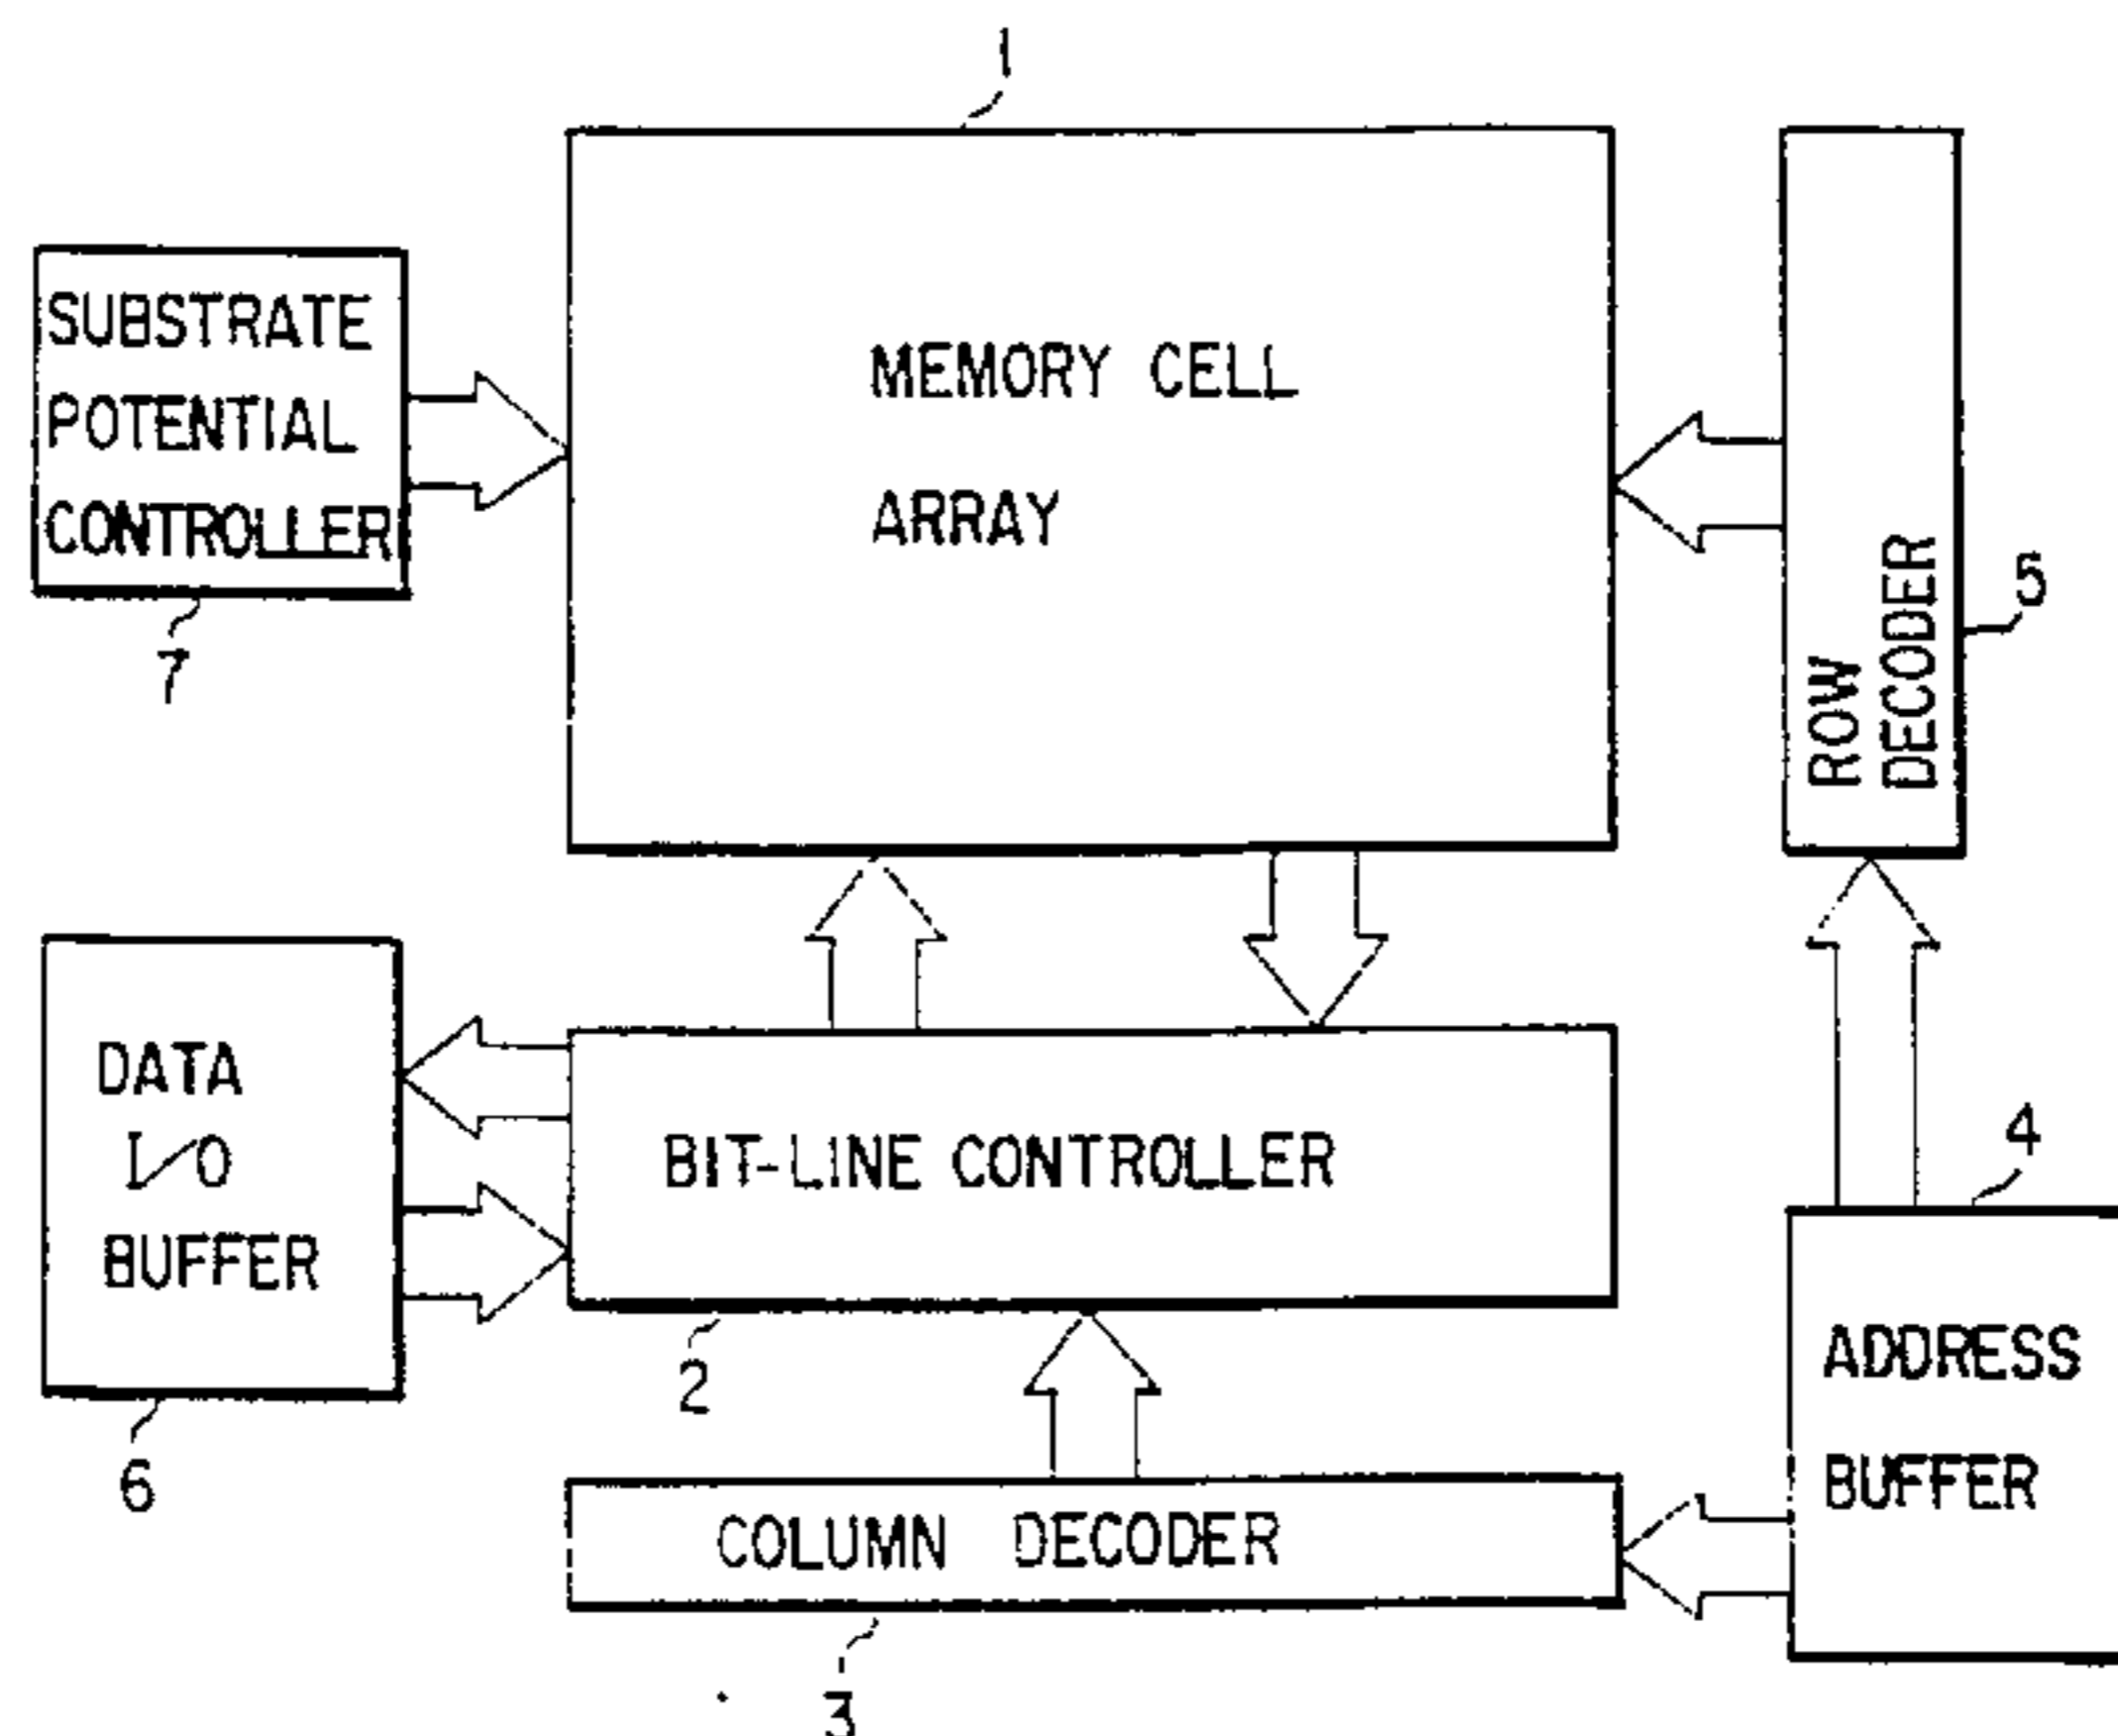 1
SUBSTRATE
POTENTIAL
CONTROLLER
7
MEMORY CELL
ARRAY
ROW
DECODER
5
DATA
I/O
BUFFER
6
BIT-LINE CONTROLLER
2
4
ADDRESS
BUFFER
COLUMN DECODER
3